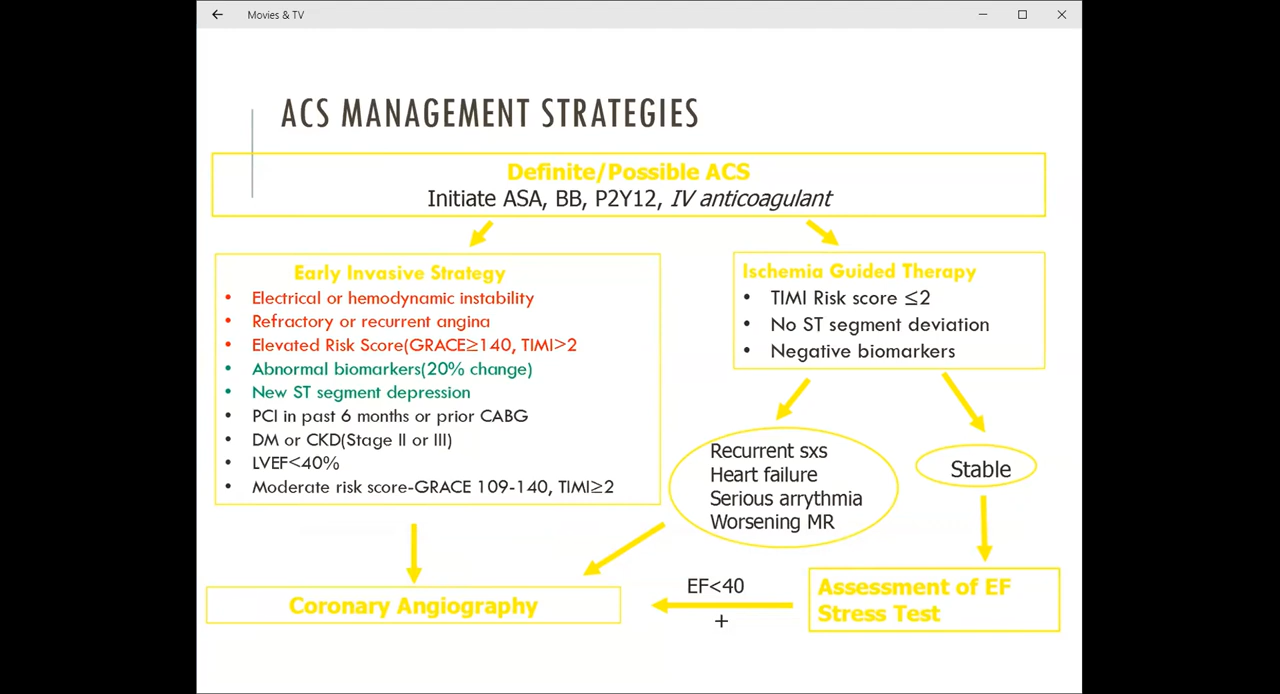 Movies & TV
ACS MANAGEMENT STRATEGIES
Definite/Possible ACS
Initiate ASA, BB, P2Y12, IV anticoagulant
Early Invasive Strategy
• Electrical or hemodynamic instability
• Refractory or recurrent angina
• Elevated Risk Score(GRACE≥140, TIMI>2
• Abnormal biomarkers(20% change)
• New ST segment depression
• PCI in past 6 months or prior CABG
• DM or CKD(Stage II or III)
• LVEF<40%
• Moderate risk score-GRACE 109-140, TIMI≥2
Ischemia Guided Therapy
• TIMI Risk score ≤2
• No ST segment deviation
• Negative biomarkers
Recurrent sxs
Heart failure
Serious arrythmia
Worsening MR
Stable
Coronary Angiography
EF<40
+
Assessment of EF
Stress Test